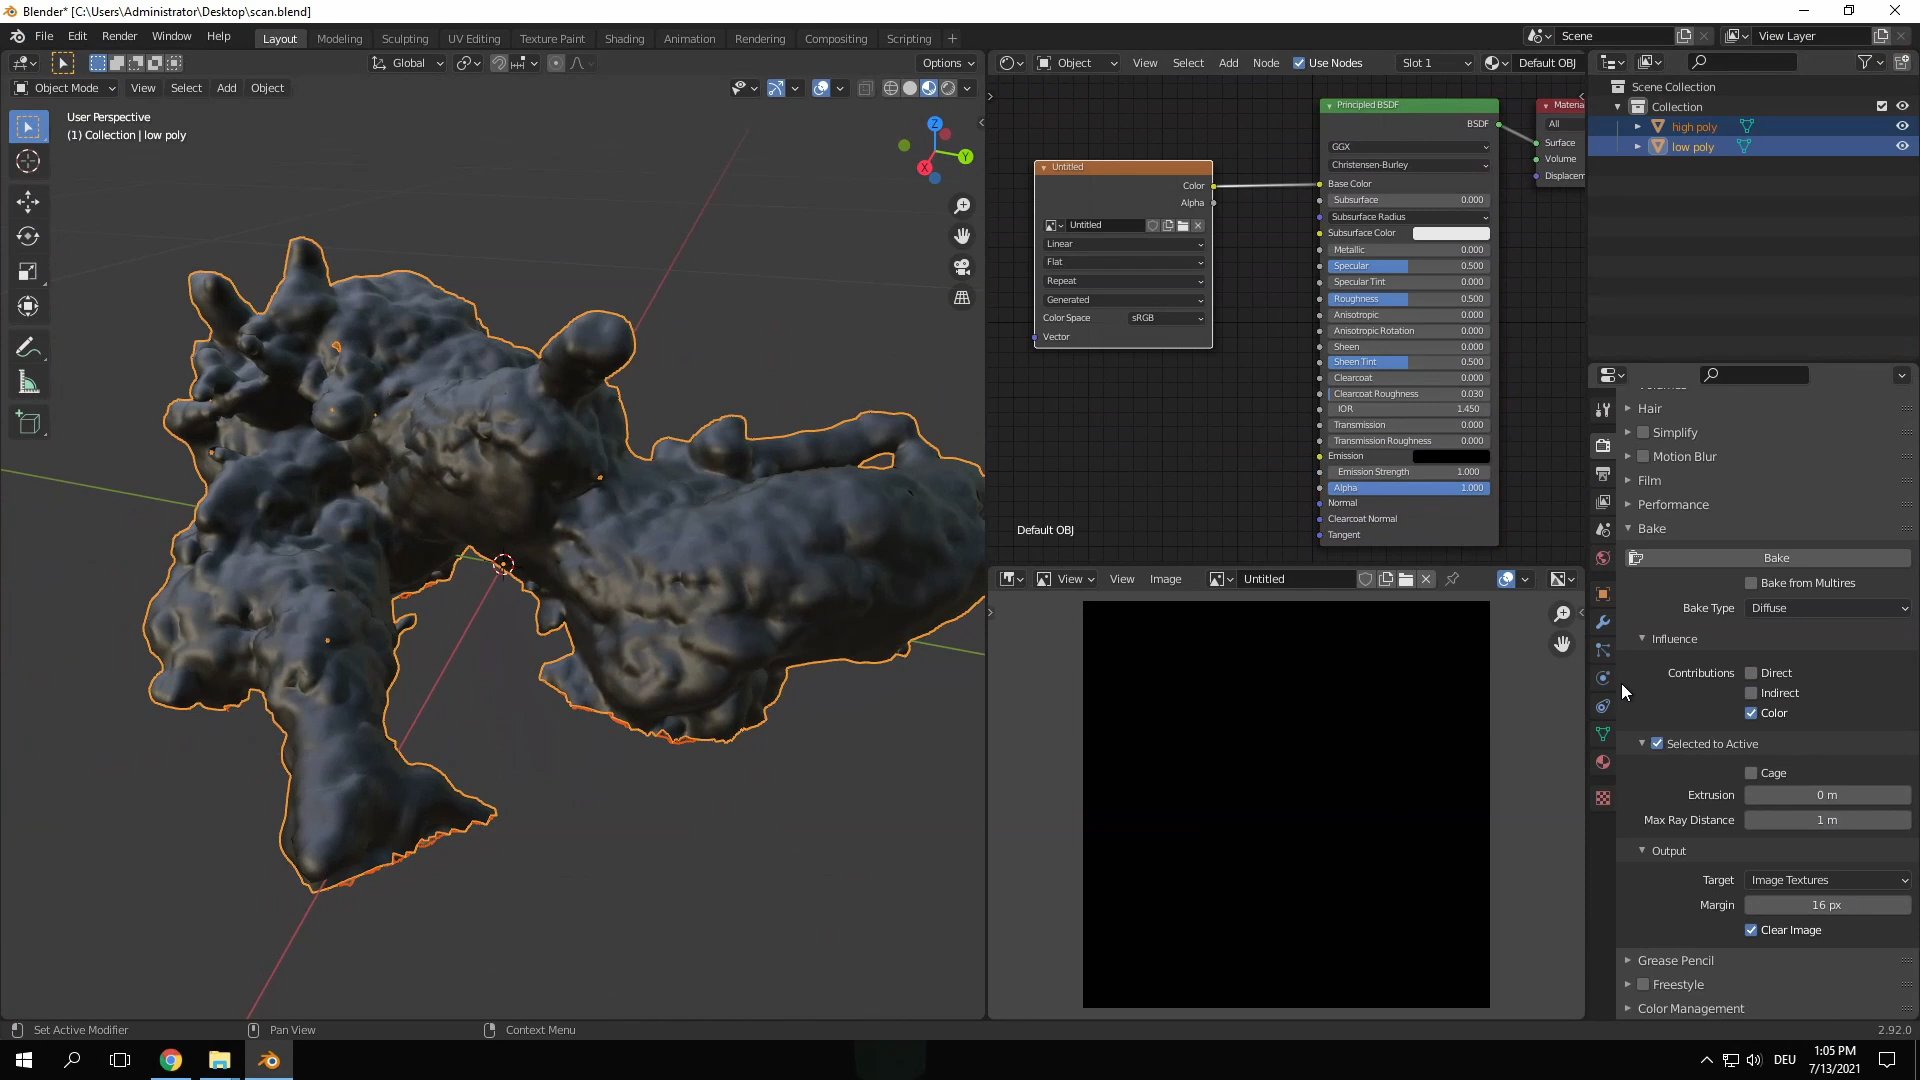 Blender* [C:\Users\Administrator\Desktop\scan.blend]
File Edit Render Window Help
Layout Modeling Sculpting UV Editing Texture Paint Shading Animation Rendering Compositing Scripting +
Scene
View Layer
Global
Options
Object Mode View Select Add Object
User Perspective
(1) Collection | low poly
Z
Y
X
Object View Select Add Node Use Nodes Slot 1 Default OBJ
Untitled
Color
Alpha
Untitled
Linear
Flat
Repeat
Generated
Color Space sRGB
Vector
Principled BSDF
BSDF
GGX
Christensen-Burley
Base Color
Subsurface 0.000
Subsurface Radius
Subsurface Color
Metallic 0.000
Specular 0.500
Specular Tint 0.000
Roughness 0.500
Anisotropic 0.000
Anisotropic Rotation 0.000
Sheen 0.000
Sheen Tint 0.500
Clearcoat 0.000
Clearcoat Roughness 0.030
IOR 1.450
Transmission 0.000
Transmission Roughness 0.000
Emission
Emission Strength 1.000
Alpha 1.000
Normal
Clearcoat Normal
Tangent
Materia
All
Surface
Volume
Displacem
Default OBJ
View View Image Untitled
Scene Collection
Collection
high poly
low poly
Hair
Simplify
Motion Blur
Film
Performance
Bake
Bake
Bake from Multires
Bake Type Diffuse
Influence
Contributions Direct
Indirect
Color
Selected to Active
Cage
Extrusion 0 m
Max Ray Distance 1 m
Output
Target Image Textures
Margin 16 px
Clear Image
Grease Pencil
Freestyle
Color Management
Set Active Modifier Pan View Context Menu 2.92.0
DEU
1:05 PM
7/13/2021